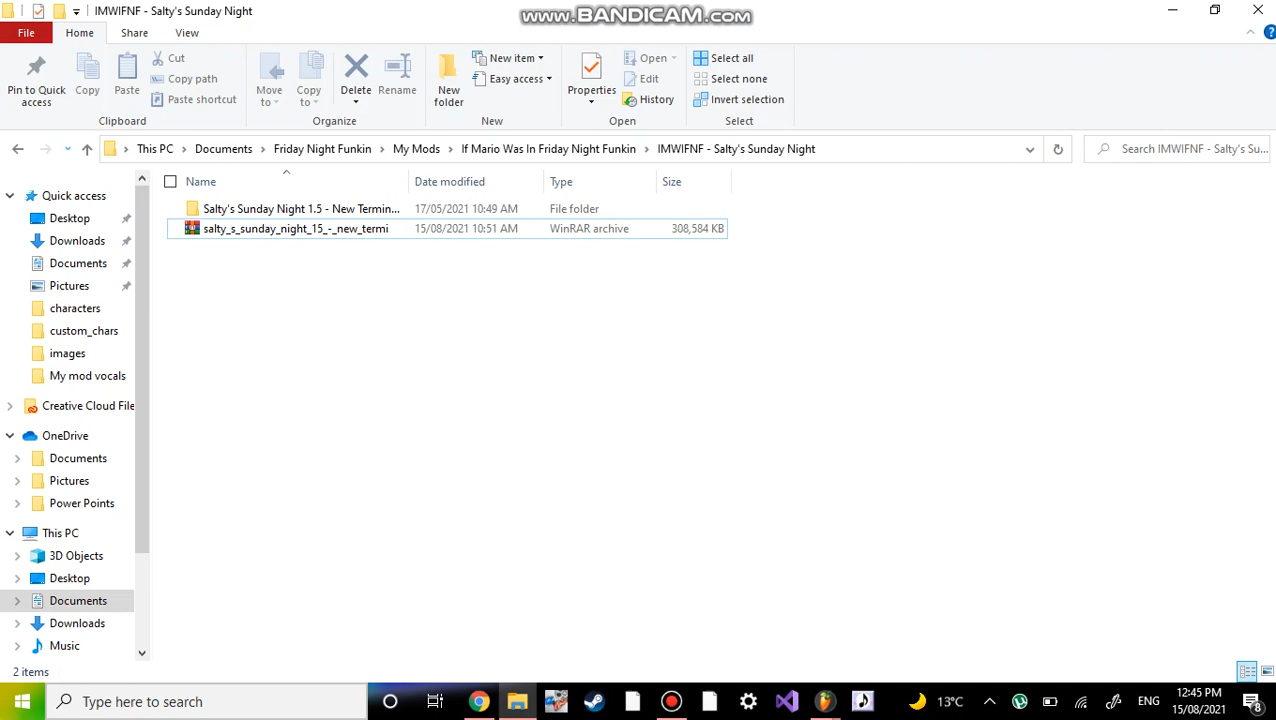 IMWIFNF - Salty's Sunday Night
www.BANDICAM.com
File Home Share View
Pin to Quick access
Copy
Paste
Cut
Copy path
Paste shortcut
Clipboard
Move to
Copy to
Delete
Rename
Organize
New folder
New item
Easy access
New
Properties
Open
Edit
History
Open
Select all
Select none
Invert selection
Select
This PC Documents Friday Night Funkin My Mods If Mario Was In Friday Night Funkin IMWIFNF - Salty's Sunday Night
Search IMWIFNF - Salty's Su...
Name Date modified Type Size
Salty's Sunday Night 1.5 - New Termin... 17/05/2021 10:49 AM File folder
salty_s_sunday_night_15_-_new_termi 15/08/2021 10:51 AM WinRAR archive 308,584 KB
Quick access
Desktop
Downloads
Documents
Pictures
characters
custom_chars
images
My mod vocals
Creative Cloud File
OneDrive
Documents
Pictures
Power Points
This PC
3D Objects
Desktop
Documents
Downloads
Music
2 items
Type here to search
13°C
ENG
12:45 PM
15/08/2021
8